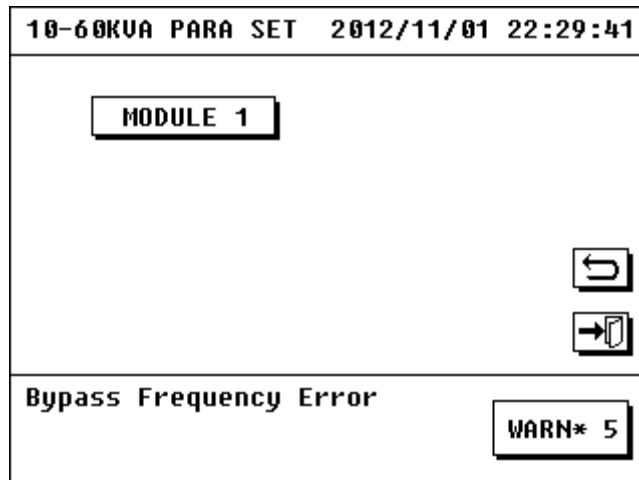 10-60KVA PARA SET 2012/11/01 22:29:41
MODULE 1
Bypass Frequency Error
WARN* 5